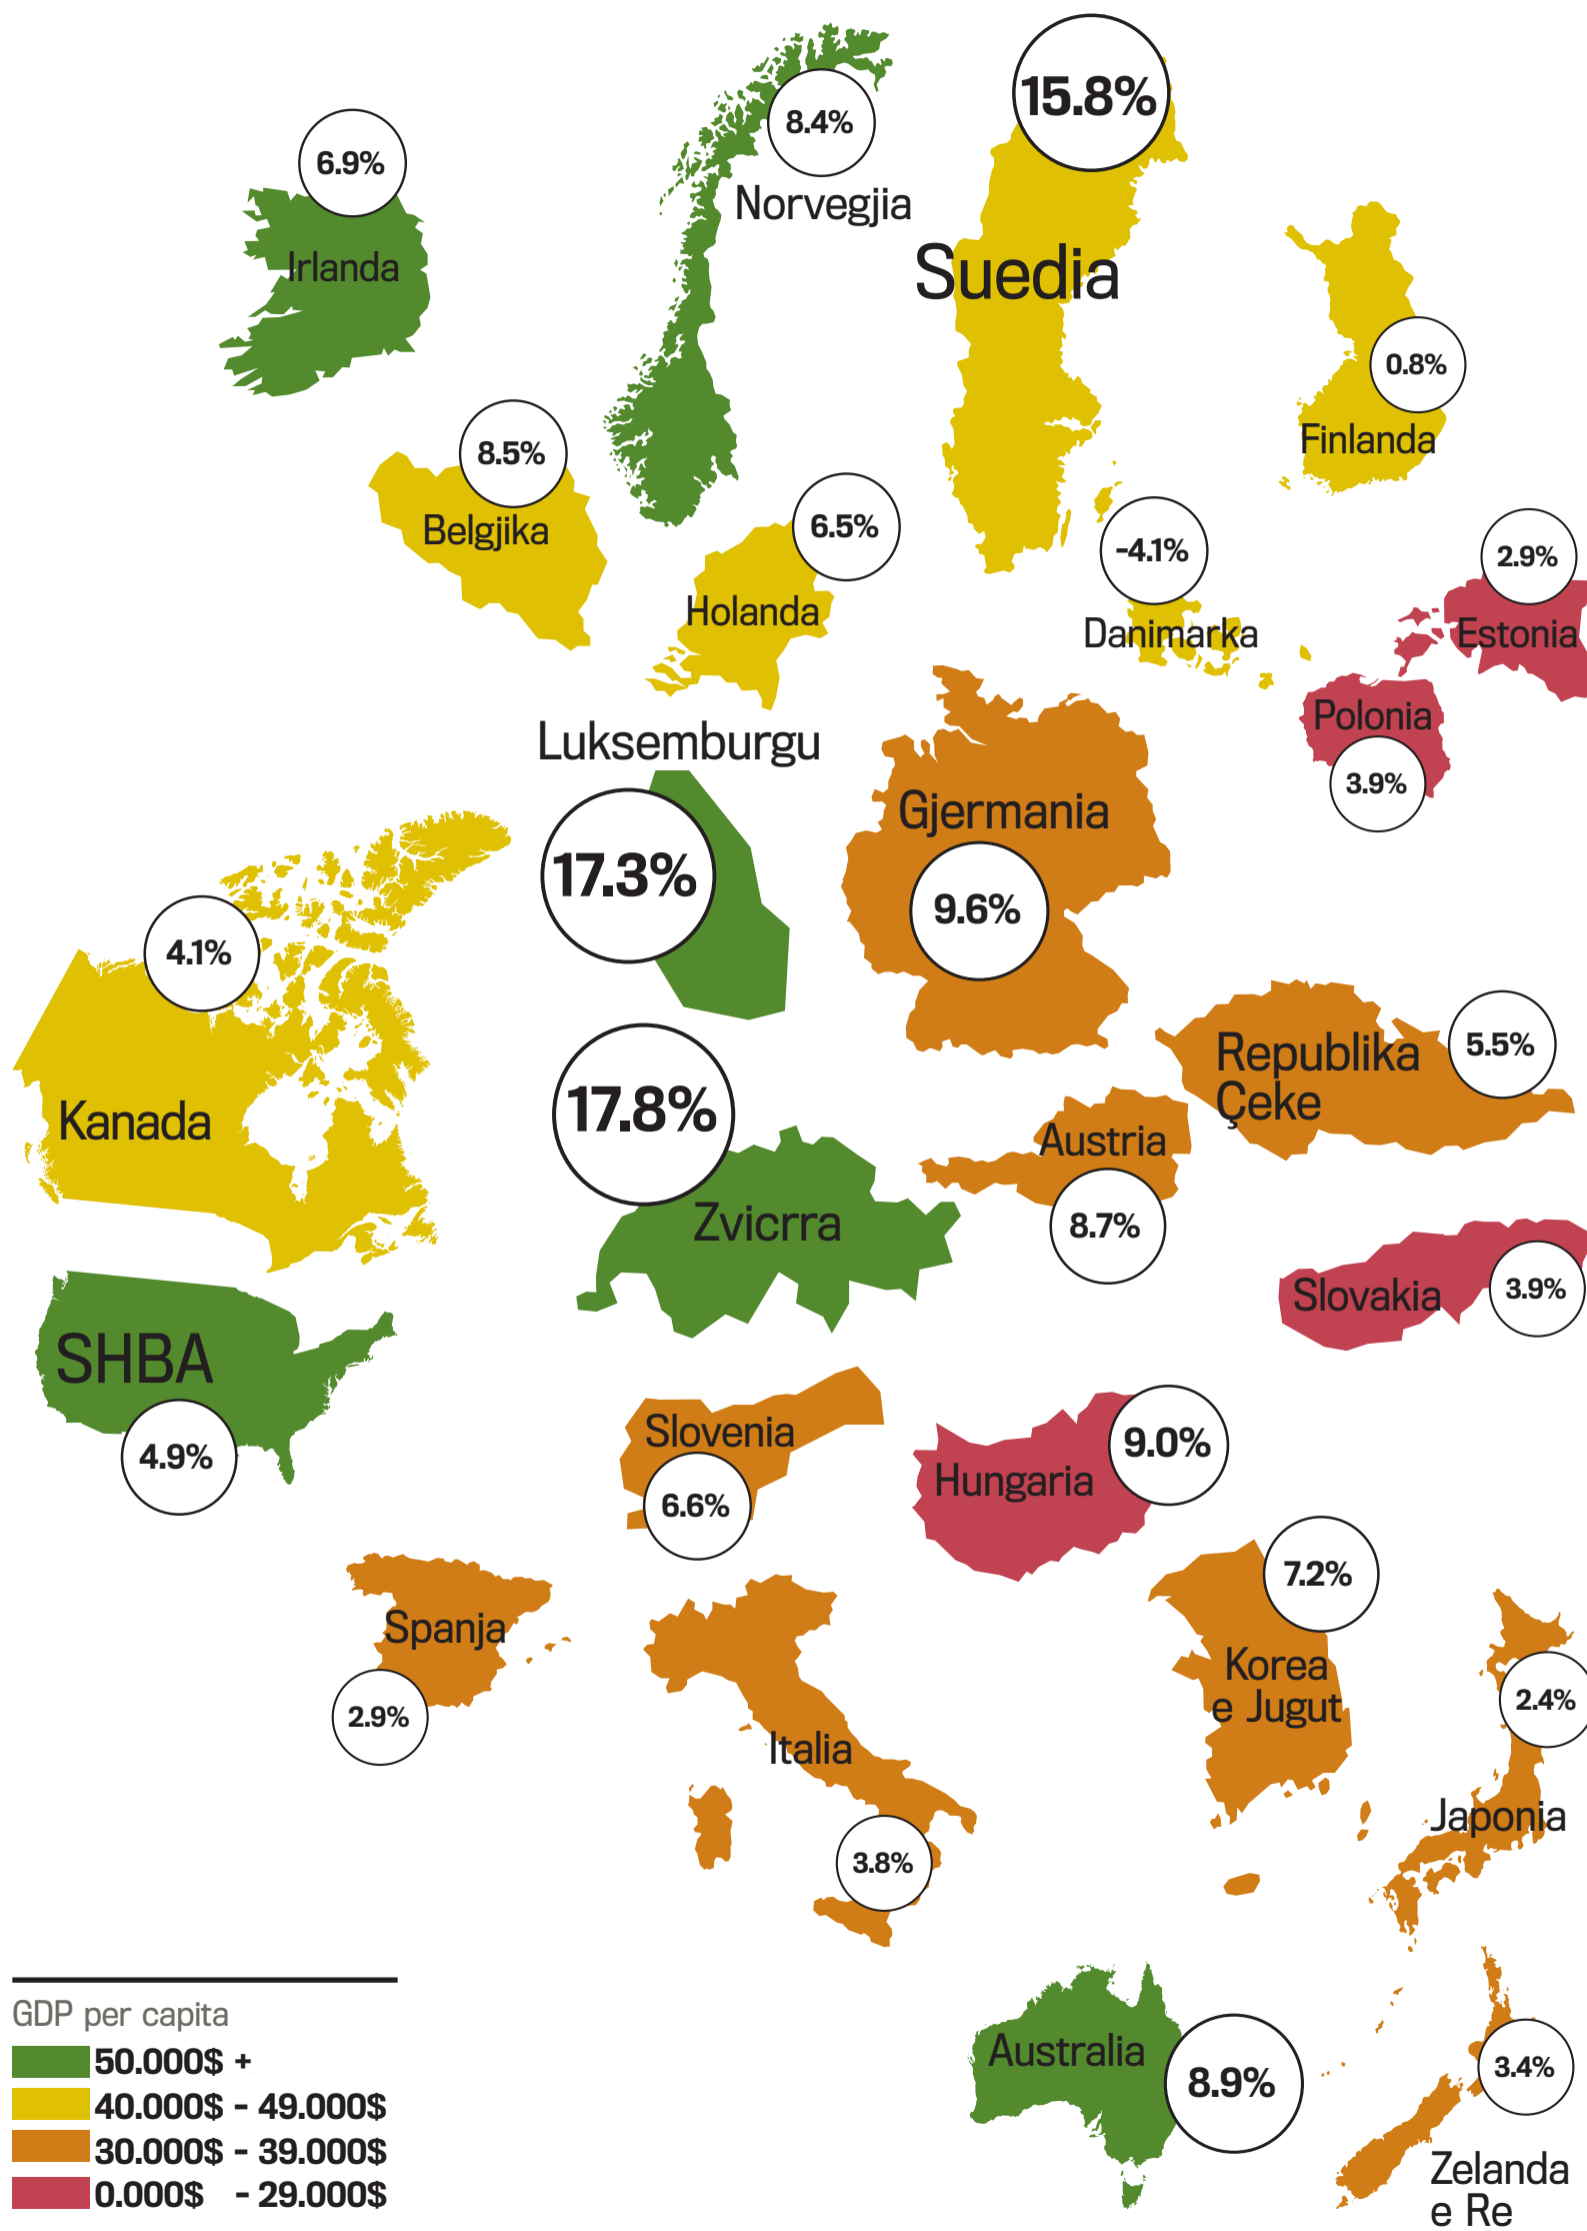 15.8%
8.4%
6.9%
Norvegjia
Suedia
Irlanda
0.8%
Finlanda
8.5%
Belgjika
6.5%
Holanda
-4.1%
Danimarka
2.9%
Estonia
Polonia
3.9%
Luksemburgu
17.3%
Gjermania
9.6%
4.1%
Kanada
17.8%
Zvicrra
Republika
Çeke
5.5%
Austria
8.7%
Slovakia
3.9%
SHBA
4.9%
Slovenia
6.6%
Hungaria
9.0%
7.2%
Korea
e Jugut
Spanja
2.9%
Italia
3.8%
2.4%
Japonia
Australia
8.9%
3.4%
Zelanda
e Re
GDP per capita
50.000$ +
40.000$ - 49.000$
30.000$ - 39.000$
0.000$ - 29.000$